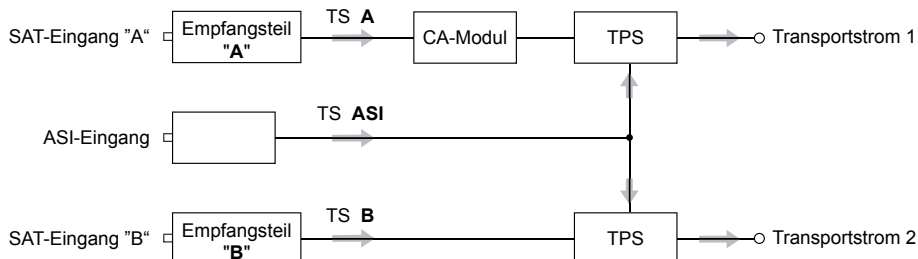 TS A
SAT-Eingang "A“
Empfangsteil
"A"
CA-Modul
TPS
Transportstrom 1
TS ASI
ASI-Eingang
TS B
SAT-Eingang "B“
Empfangsteil
"B"
TPS
Transportstrom 2